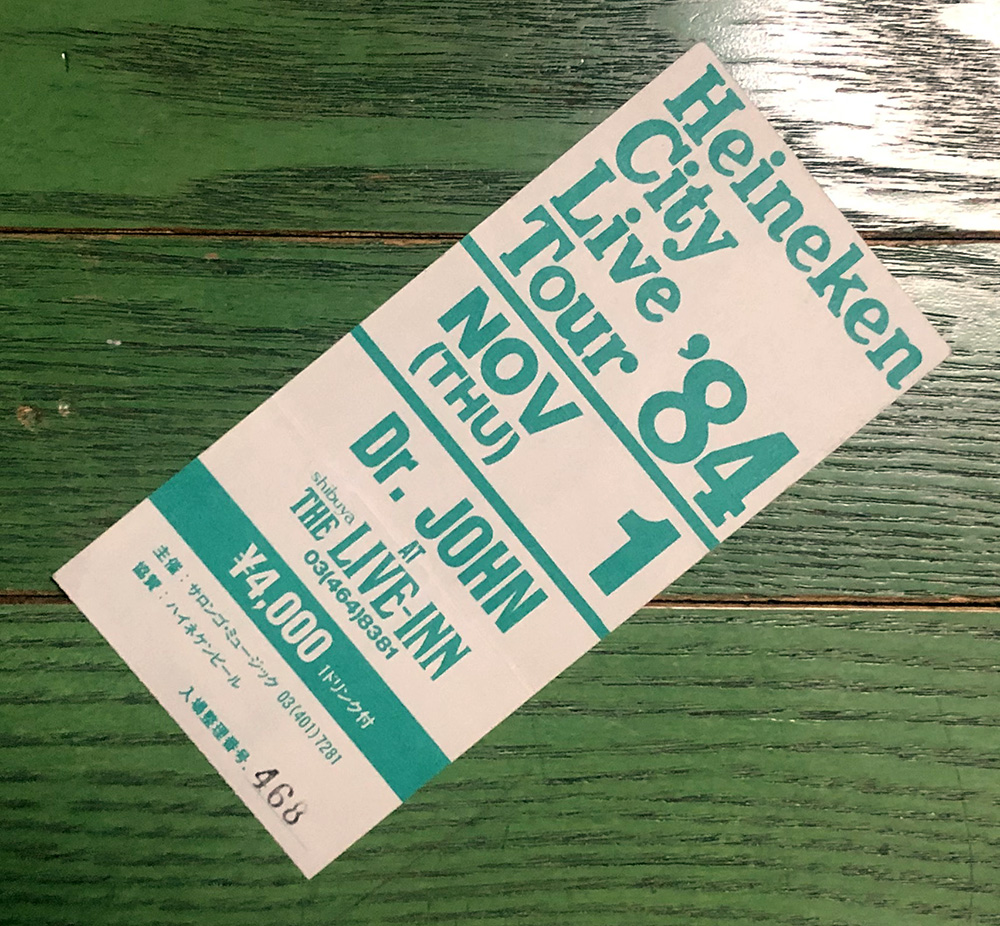 Heineken
City
Live '84
Tour
NOV 1
(THU)
Dr. JOHN
AT
shibuya
THE LIVE-INN
03(464)8381
¥4,000 1ドリンク付
主催：サロンゴ・ミュージック 03(401)7281
協賛：ハイネケンビール
入場整理番号. 468